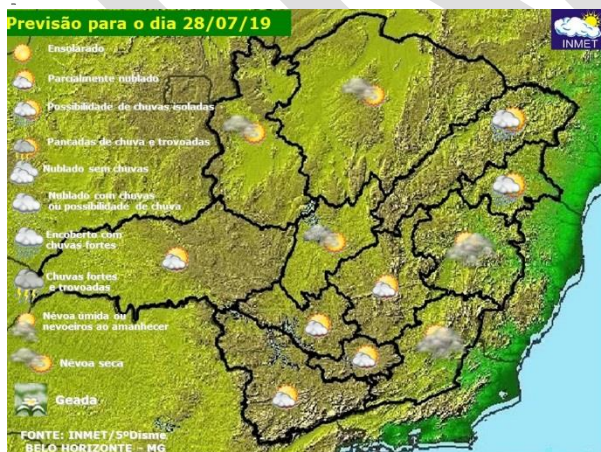 Previsão para o dia 28/07/19
INMET
Ensolarado
Parcialmente nublado
Possibilidade de chuvas isoladas
Pancadas de chuva e trovoadas
Nublado sem chuvas
Nublado com chuvas
ou possibilidade de chuva
Encoberto com
chuvas fortes
Chuvas fortes
e trovoadas
Névoa úmida ou
nevoeiros ao amanhecer
Névoa seca
Geada
FONTE: INMET/5ºDisme
BELO HORIZONTE - MG